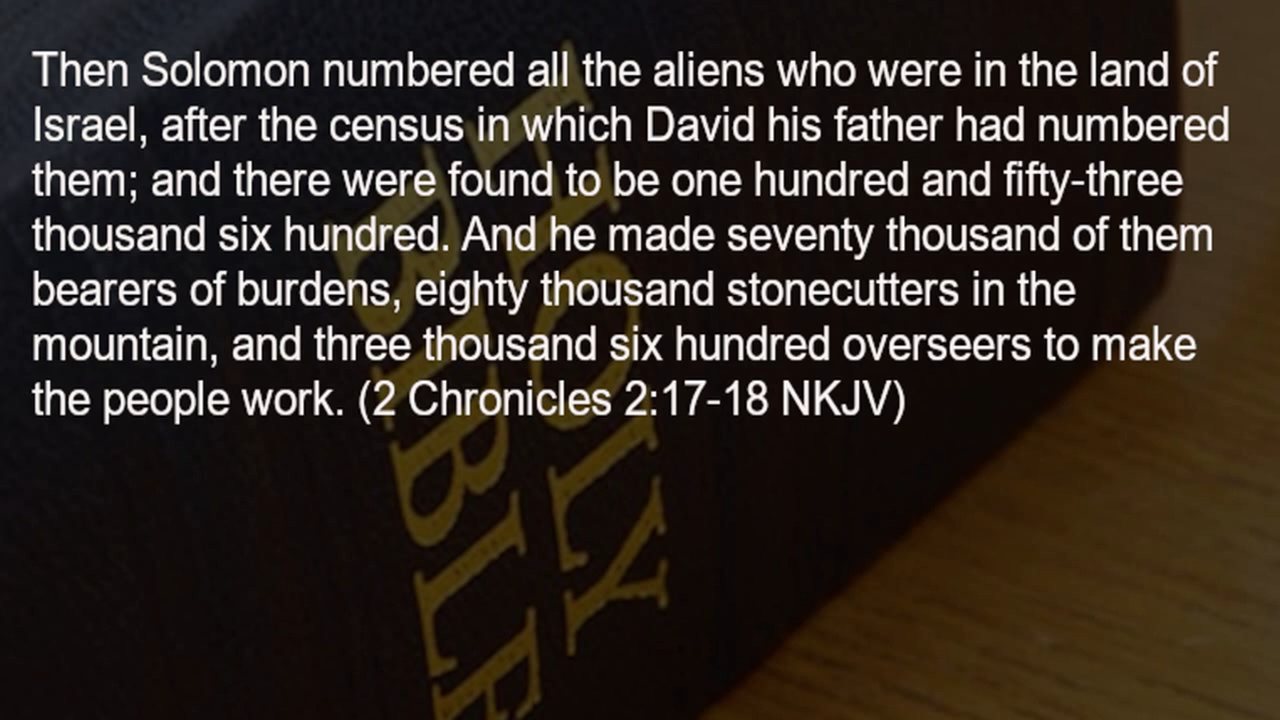 Then Solomon numbered all the aliens who were in the land of
Israel, after the census in which David his father had numbered
them; and there were found to be one hundred and fifty-three
thousand six hundred. And he made seventy thousand of them
bearers of burdens, eighty thousand stonecutters in the
mountain, and three thousand six hundred overseers to make
the people work. (2 Chronicles 2:17-18 NKJV)
HOLY
BIBLE